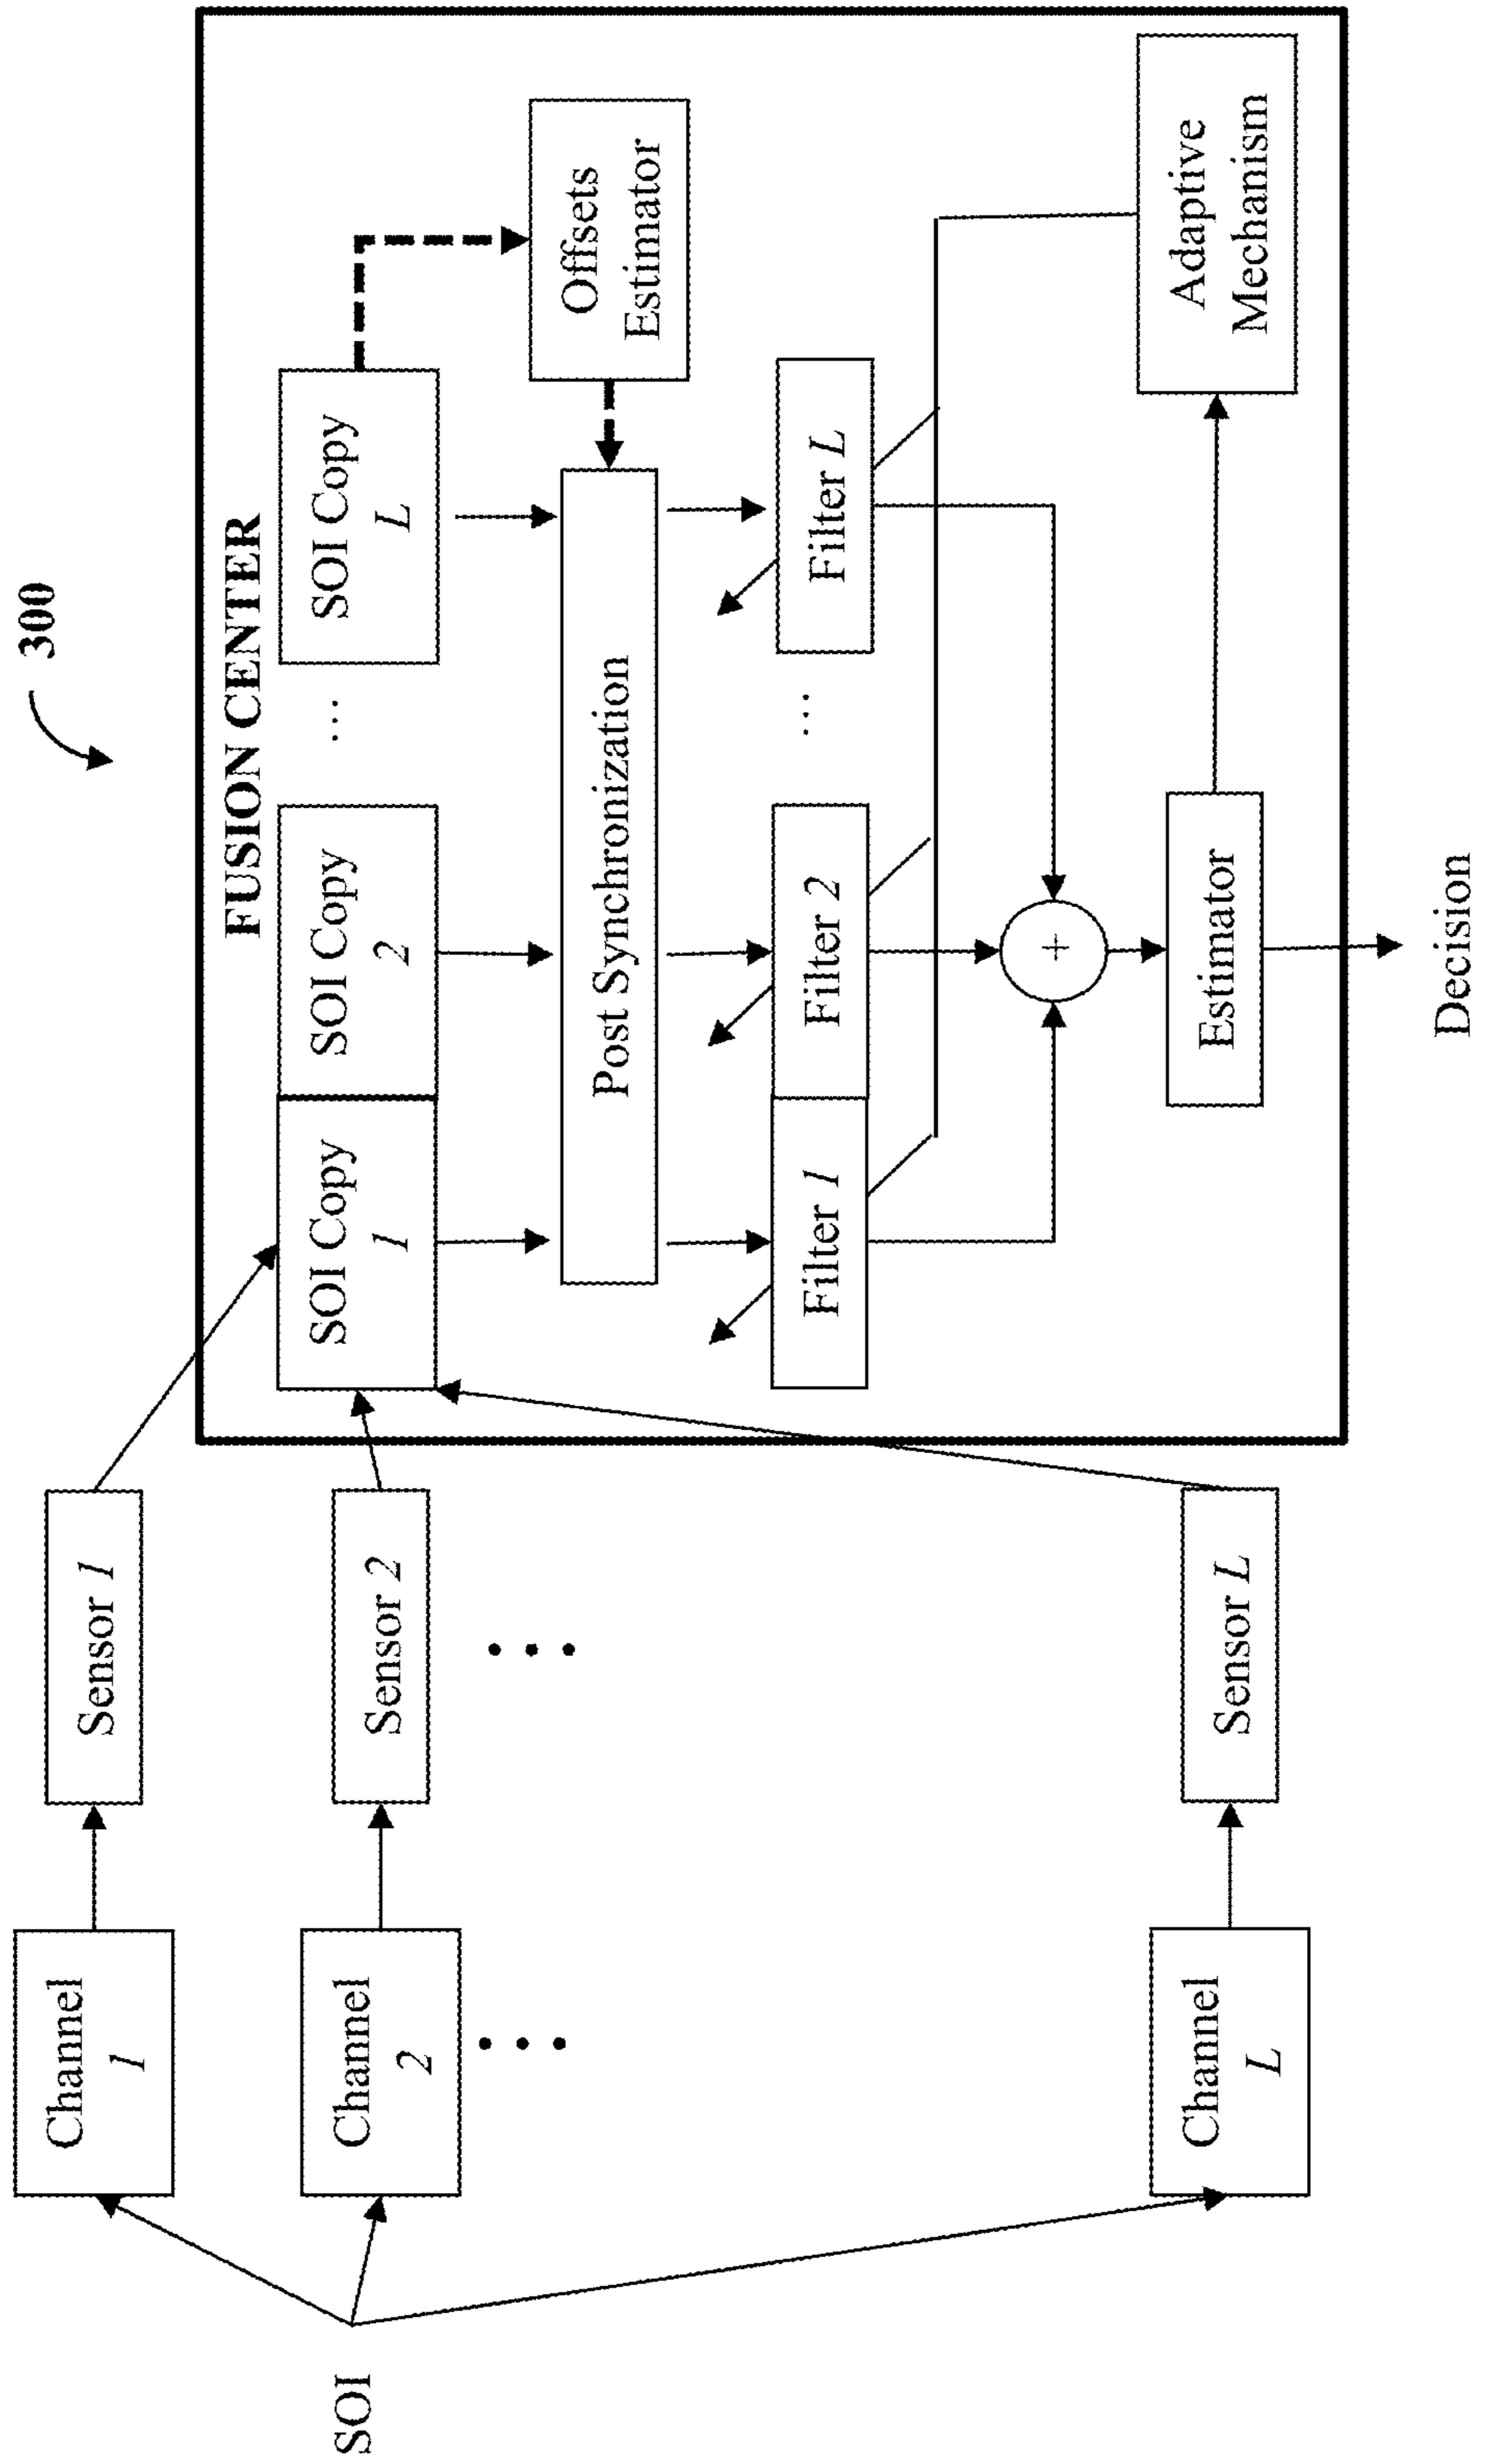 300
SOI
Channel
1
Channel
2
...
Channel
L
Sensor 1
Sensor 2
...
Sensor L
FUSION CENTER
SOI Copy
1
SOI Copy
2
...
SOI Copy
L
Offsets
Estimator
Post Synchronization
Filter 1
Filter 2
...
Filter L
+
Estimator
Adaptive
Mechanism
Decision